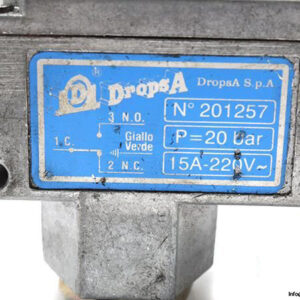 D
DropsA DropsA S.p.A
3 N.O.
N° 201257
1 C. Giallo
Verde
P=20 bar
2 N.C.
15A-220V~